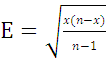 E = √(x(n−x)/(n−1))